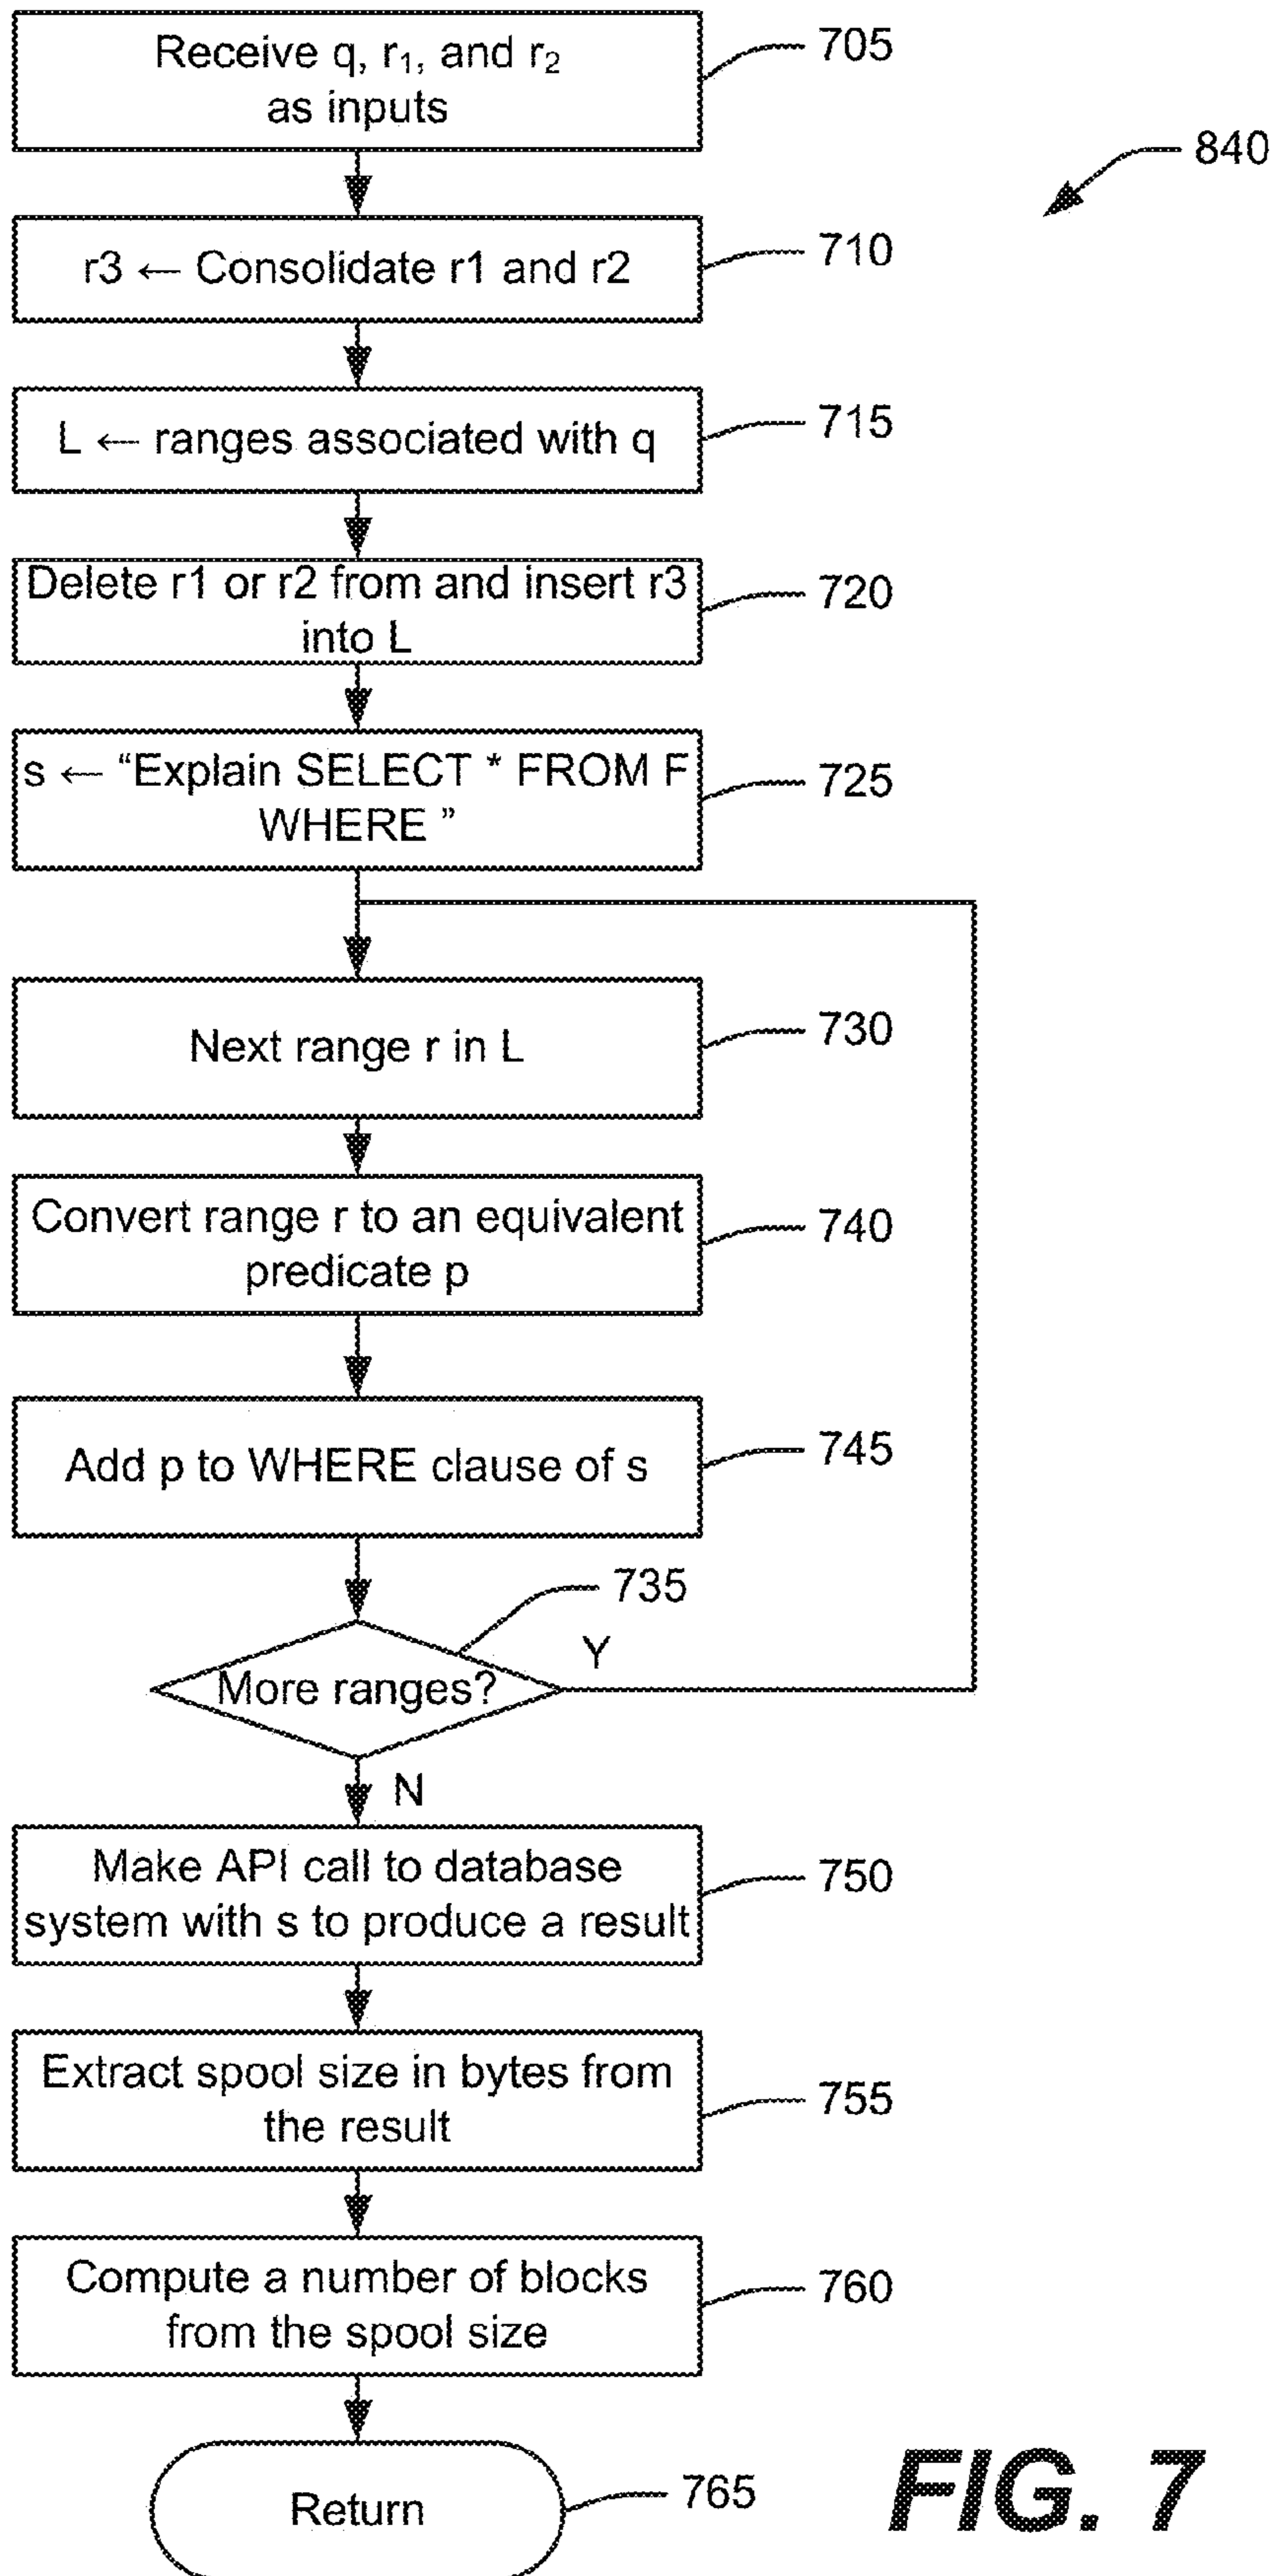 Receive q, r₁, and r₂
as inputs
705
840
r3 ← Consolidate r1 and r2
710
L ← ranges associated with q
715
Delete r1 or r2 from and insert r3
into L
720
s ← “Explain SELECT * FROM F
WHERE ”
725
Next range r in L
730
Convert range r to an equivalent
predicate p
740
Add p to WHERE clause of s
745
735
More ranges?
Y
N
Make API call to database
system with s to produce a result
750
Extract spool size in bytes from
the result
755
Compute a number of blocks
from the spool size
760
Return
765
FIG. 7